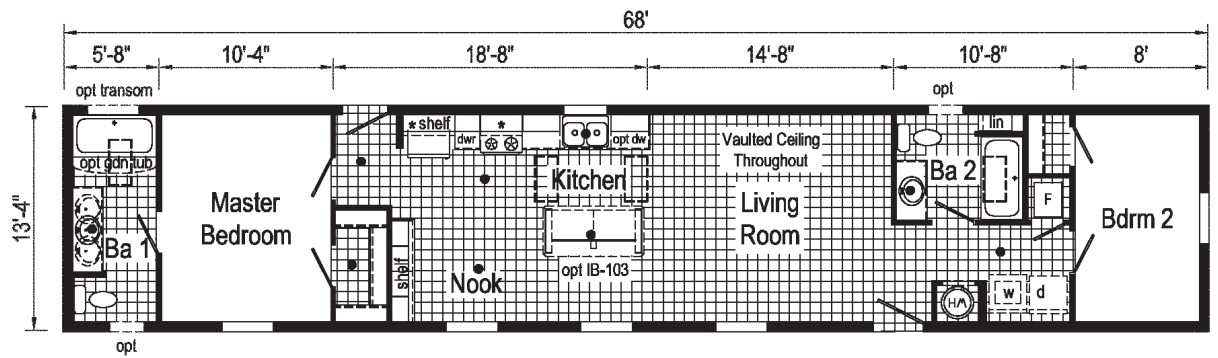 68'
5'-8" 10'-4" 18'-8" 14'-8" 10'-8" 8'
opt transom
opt
13'-4"
opt gdn tub
Ba 1
Master
Bedroom
* shelf
dwr
*
opt dw
Kitchen
opt IB-103
shelf
Nook
Vaulted Ceiling
Throughout
Living
Room
lin
Ba 2
F
Bdrm 2
W/H
w d
opt